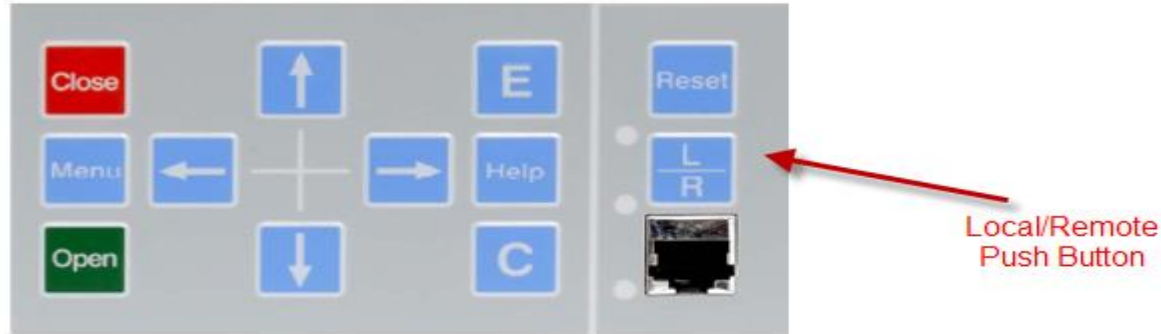 Close
E
Reset
Menu
Help
L
R
Open
C
Local/Remote
Push Button